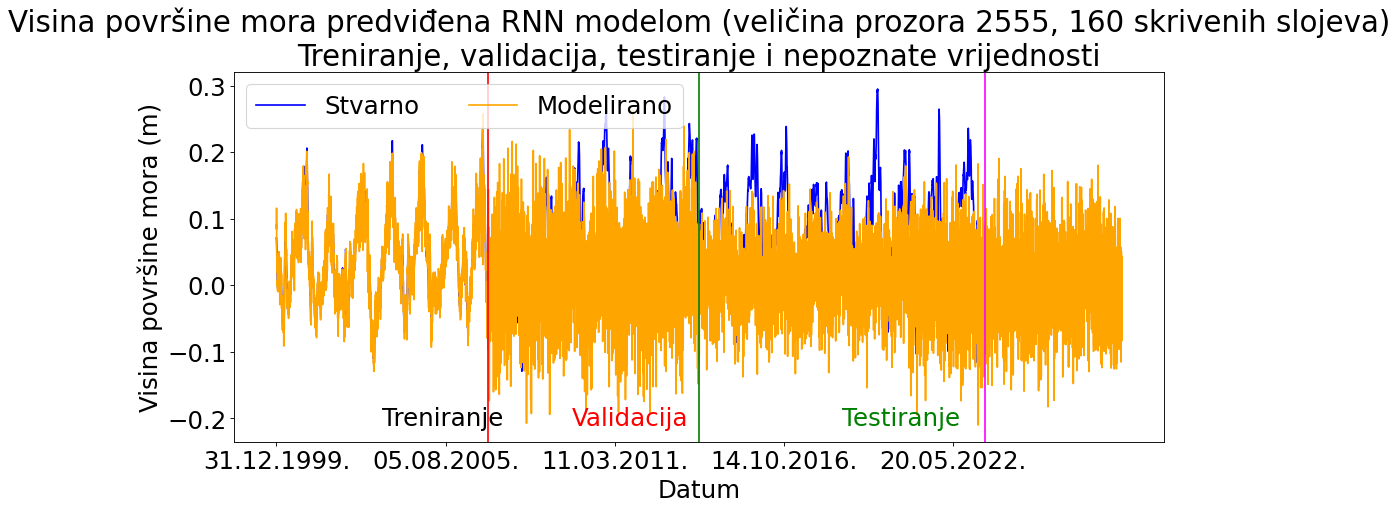 Visina površine mora predviđena RNN modelom (veličina prozora 2555, 160 skrivenih slojeva)
Treniranje, validacija, testiranje i nepoznate vrijednosti
Stvarno Modelirano
Visina površine mora (m)
0.3
0.2
0.1
0.0
−0.1
−0.2
Treniranje Validacija Testiranje
31.12.1999. 05.08.2005. 11.03.2011. 14.10.2016. 20.05.2022.
Datum